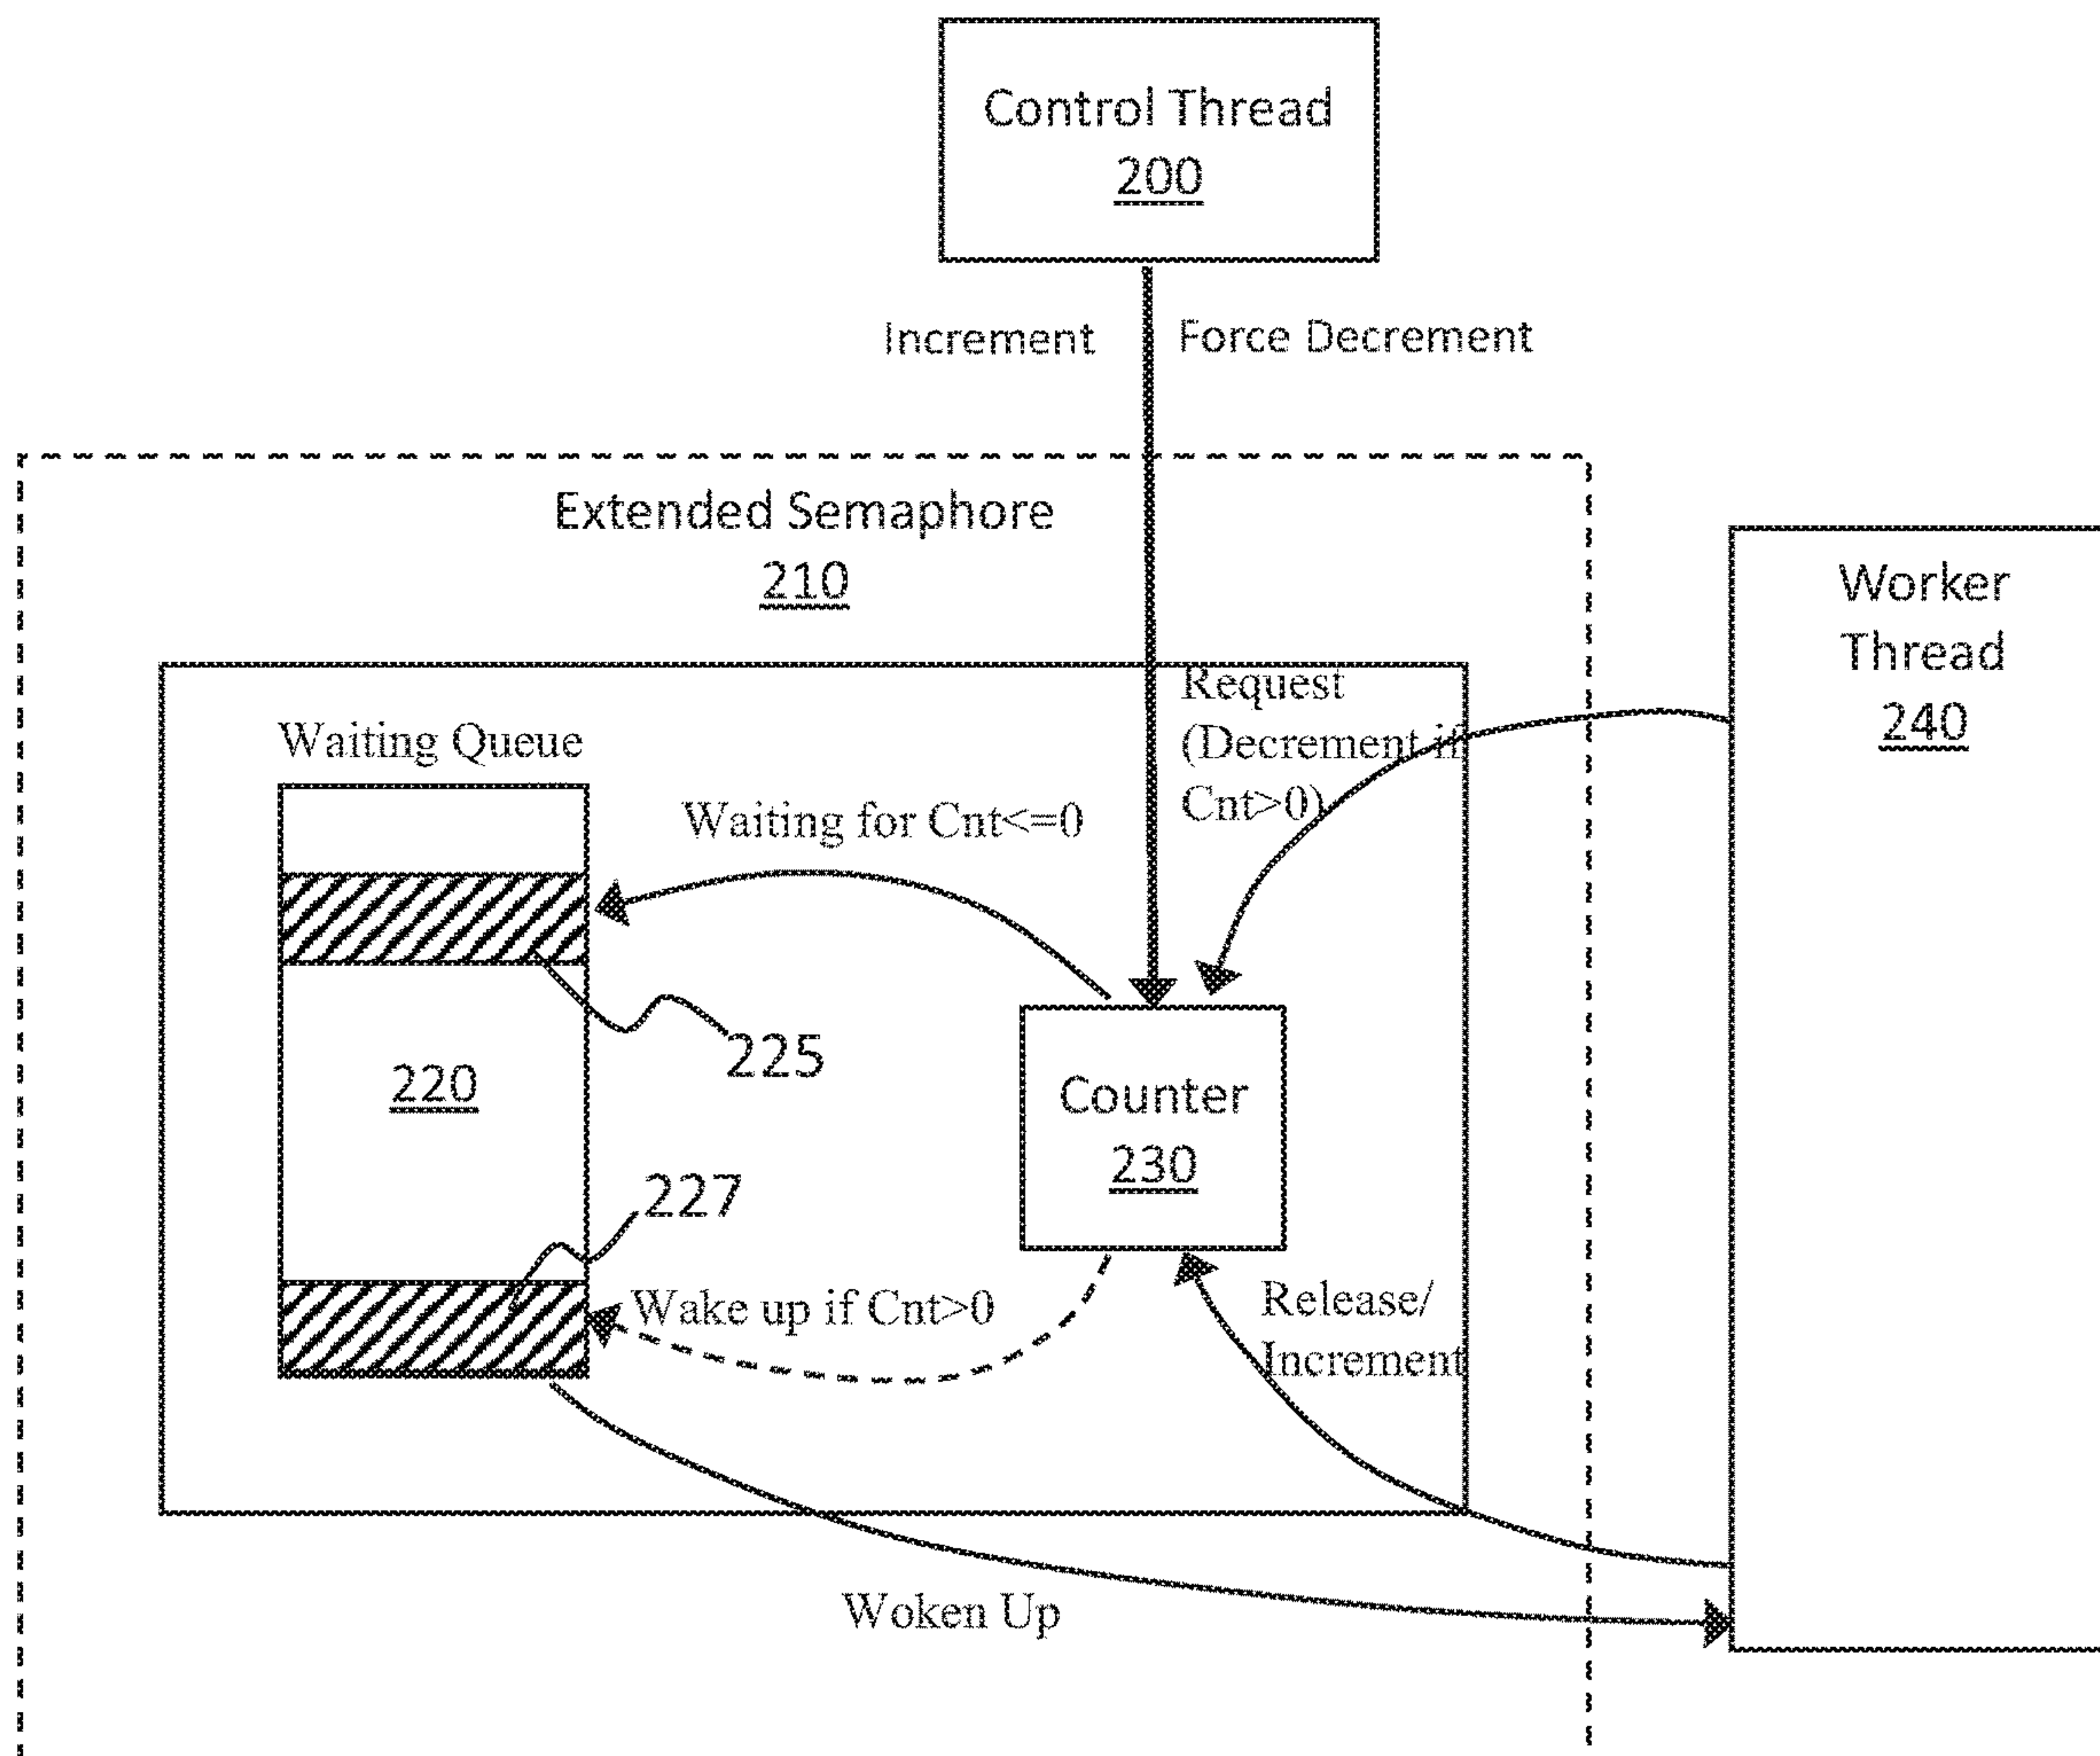 Control Thread
200
Increment
Force Decrement
Extended Semaphore
210
Worker
Thread
240
Request
(Decrement if
Cnt>0)
Waiting Queue
Waiting for Cnt<=0
225
220
Counter
230
227
Wake up if Cnt>0
Release/
Increment
Woken Up